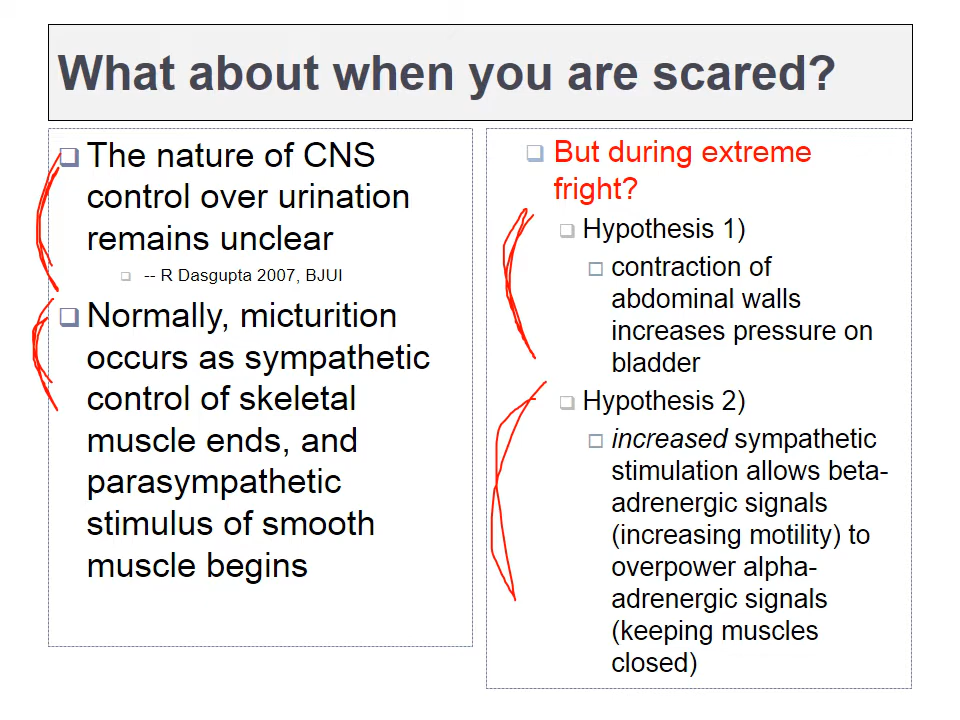 What about when you are scared?
The nature of CNS
control over urination
remains unclear
-- R Dasgupta 2007, BJUI
Normally, micturition
occurs as sympathetic
control of skeletal
muscle ends, and
parasympathetic
stimulus of smooth
muscle begins
But during extreme
fright?
Hypothesis 1)
contraction of
abdominal walls
increases pressure on
bladder
Hypothesis 2)
increased sympathetic
stimulation allows beta-
adrenergic signals
(increasing motility) to
overpower alpha-
adrenergic signals
(keeping muscles
closed)